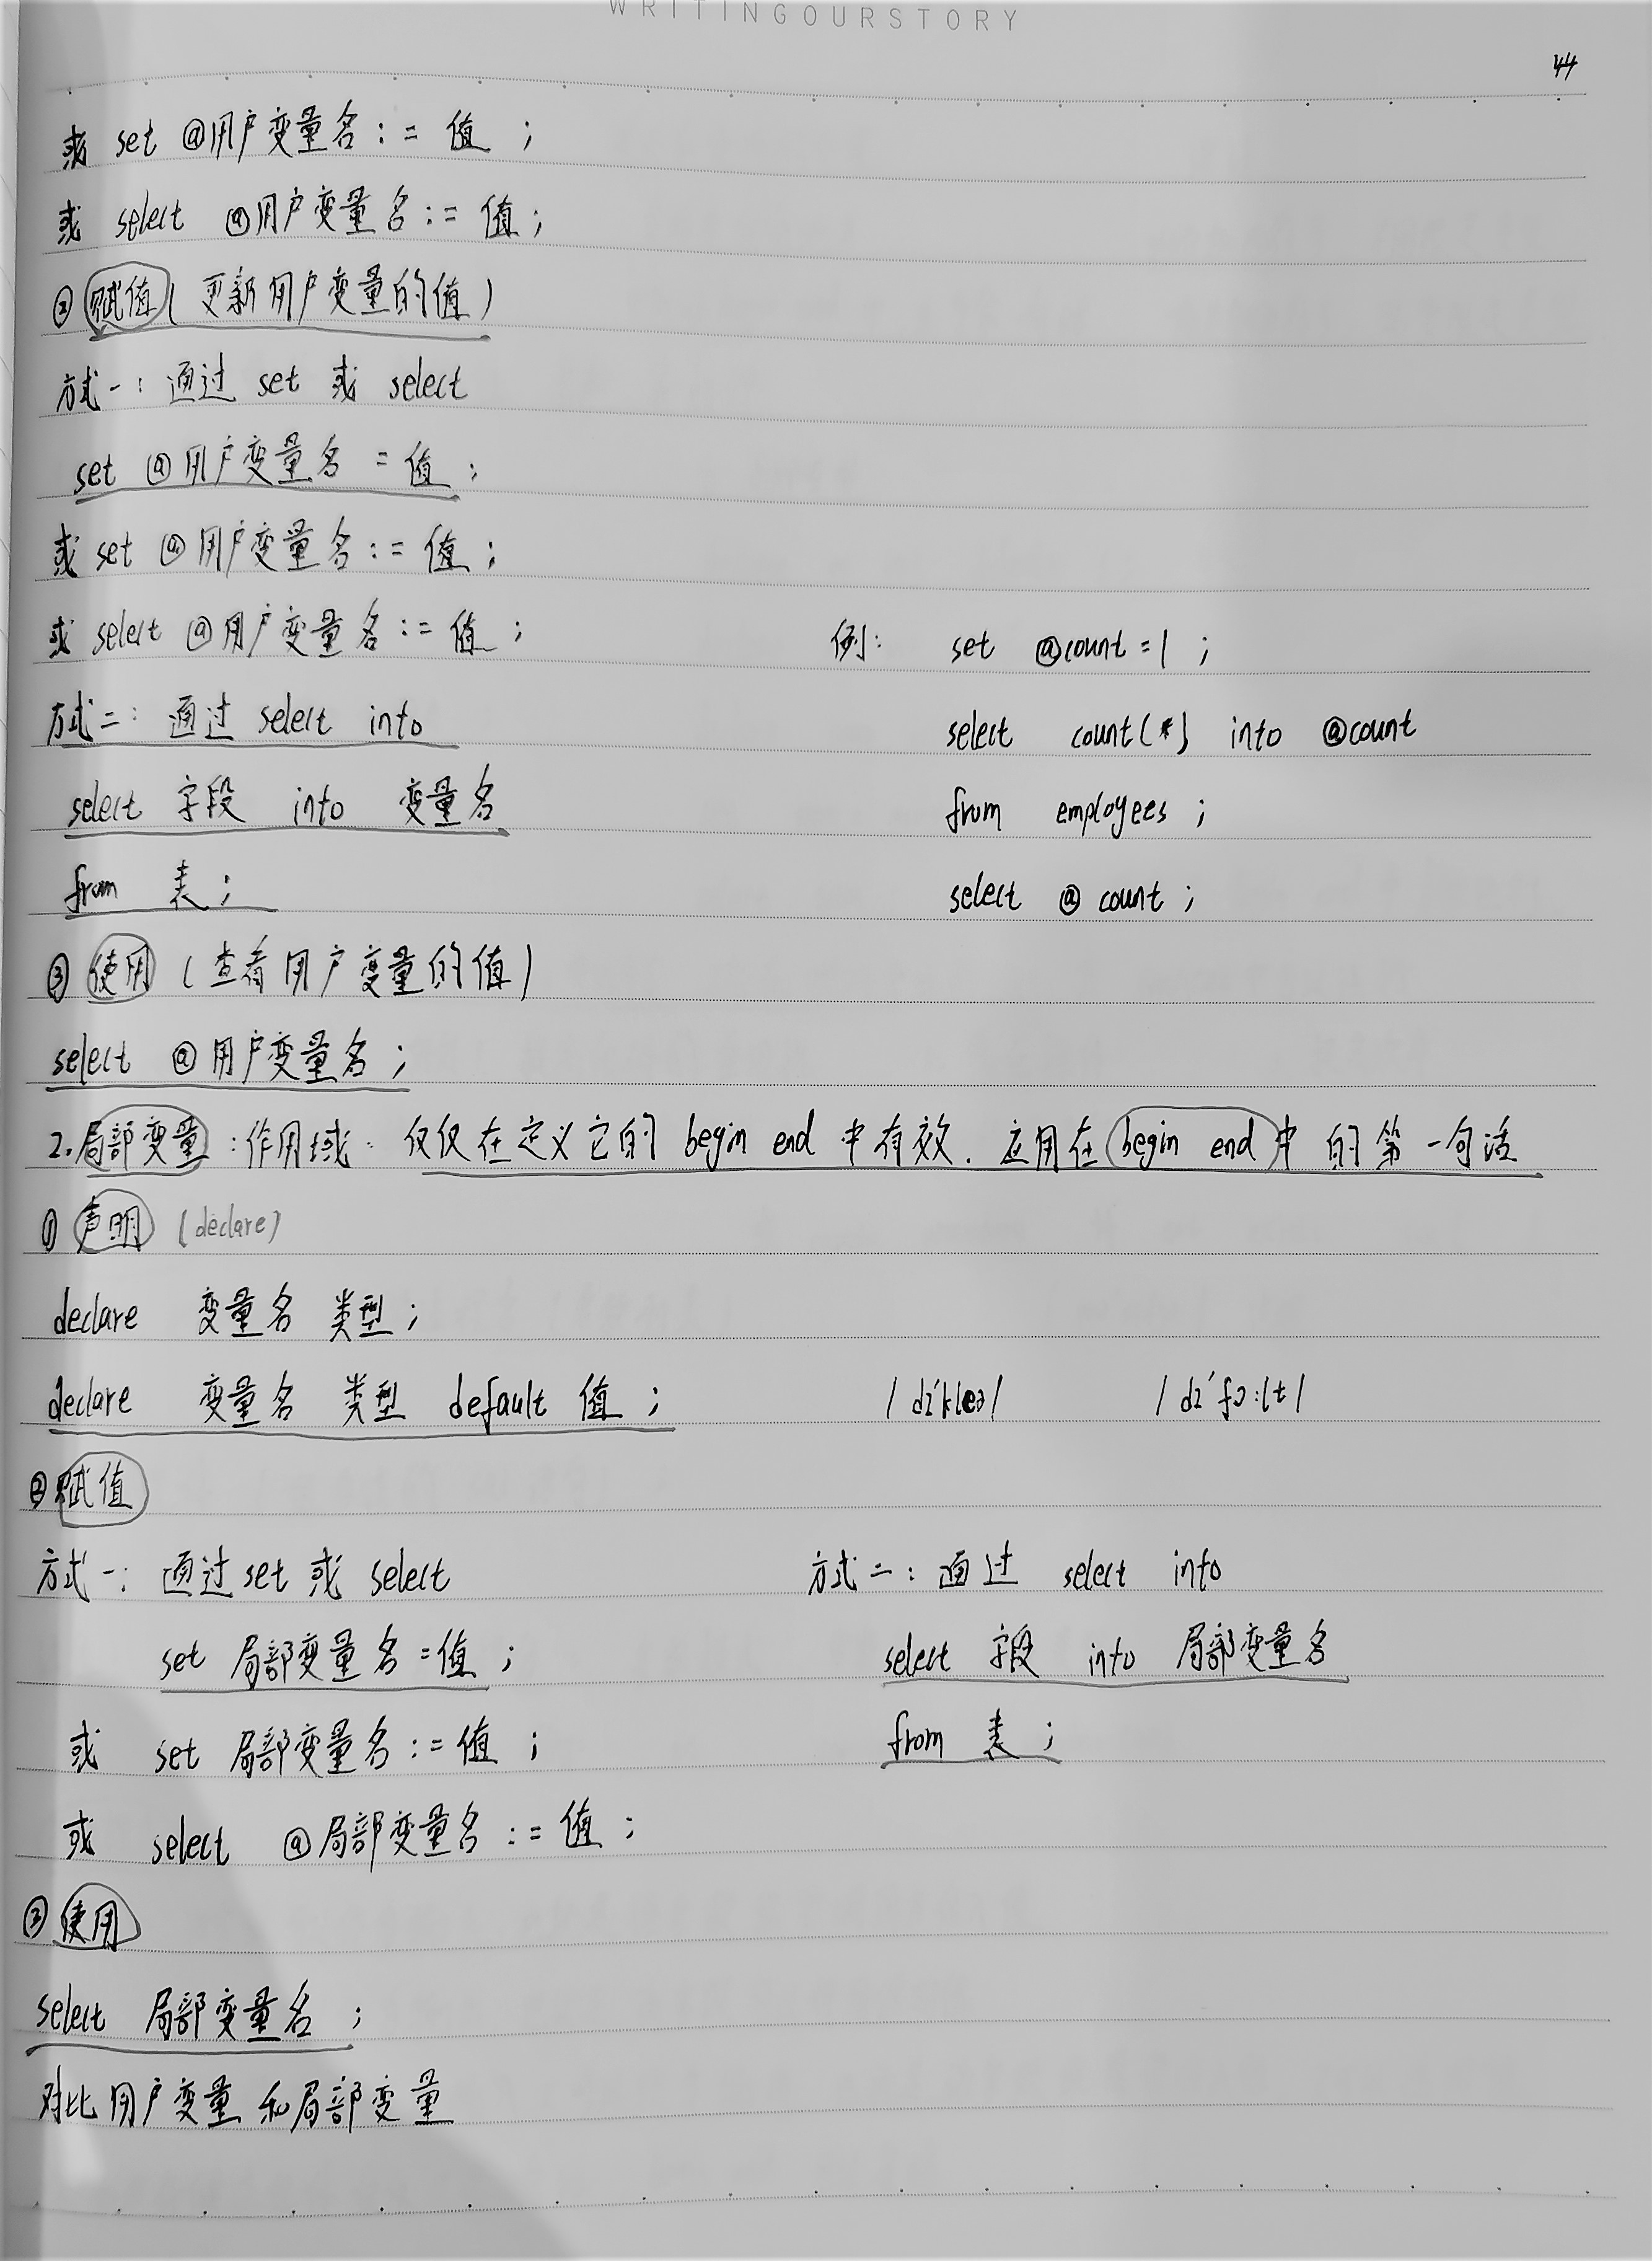 WRITINGOURSTORY
44
或 set @用户变量名:= 值 ;
或 select @用户变量名:= 值;
② 赋值(更新用户变量的值)
方式一: 通过 set 或 select
set @用户变量名 = 值 ;
或 set @用户变量名:= 值;
或 select @用户变量名:= 值;
例: set @count=1 ;
方式二: 通过 select into
select count(*) into @count
select 字段 into 变量名
from employees ;
from 表;
select @count ;
③ 使用 (查看用户变量的值)
select @用户变量名;
2.局部变量:作用域: 仅仅在定义它的 begin end 中有效. 应用在 begin end 中的第一句话
① 声明 (declare)
declare 变量名 类型;
declare 变量名 类型 default 值; /dɪ'kleə/ /dɪ'fɔ:lt/
② 赋值
方式一: 通过 set 或 select
方式二: 通过 select into
set 局部变量名=值;
select 字段 into 局部变量名
或 set 局部变量名:=值;
from 表;
或 select @局部变量名:=值;
③ 使用
select 局部变量名;
对比用户变量和局部变量